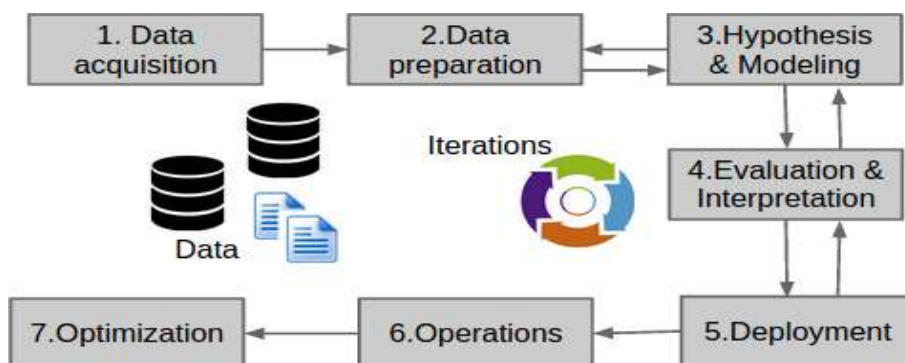 1. Data
acquisition
2.Data
preparation
3.Hypothesis
& Modeling
Iterations
4.Evaluation &
Interpretation
Data
7.Optimization
6.Operations
5.Deployment